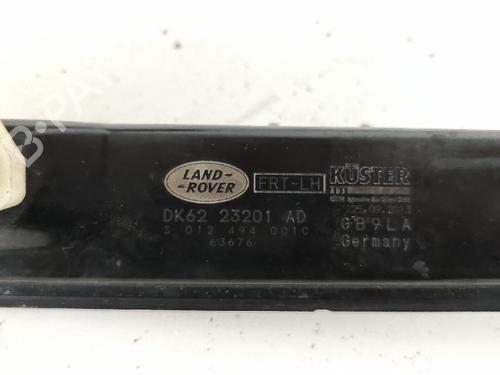 LAND-
-ROVER
FRT-LH
KÜSTER
DK62 23201 AD
S 012 494 001C
63676
GB9LA
Germany